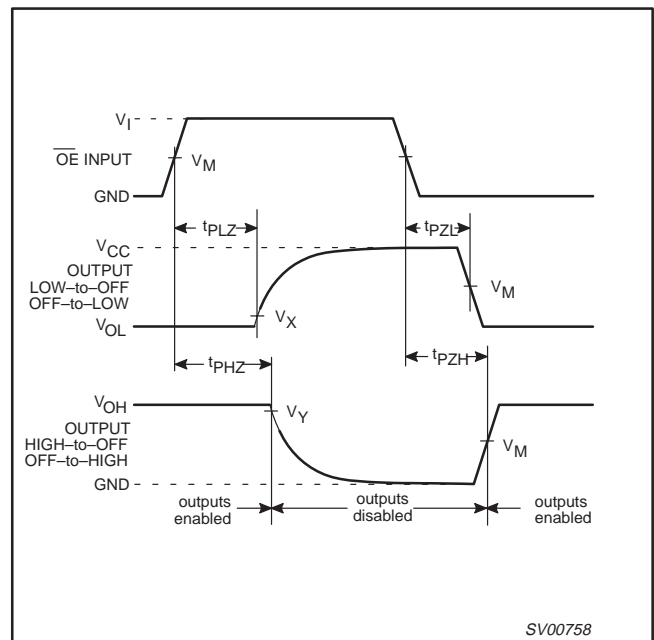 VI
OE INPUT
VM
GND
tPLZ
tPZL
VCC
OUTPUT
LOW–to–OFF
OFF–to–LOW
VM
VX
VOL
tPHZ
tPZH
VOH
VY
OUTPUT
HIGH–to–OFF
OFF–to–HIGH
VM
GND
outputs
enabled
outputs
disabled
outputs
enabled
SV00758